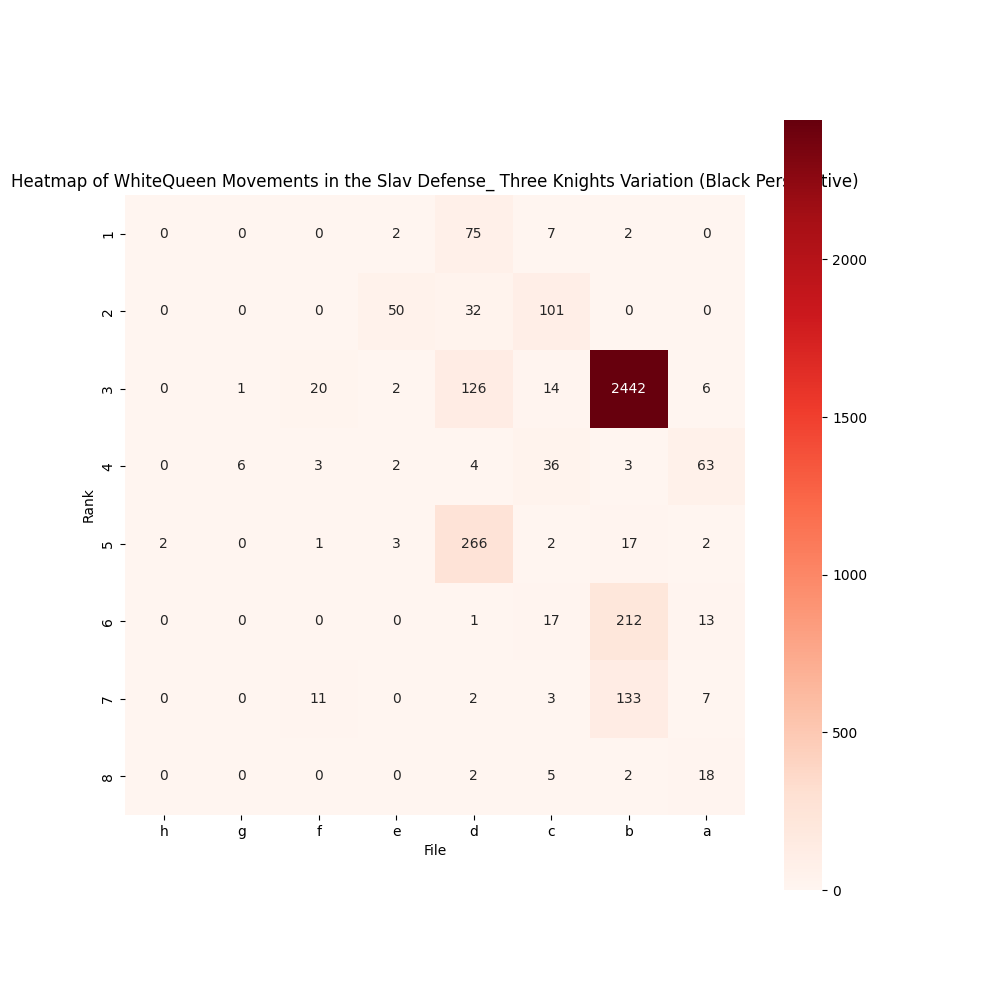 Heatmap of WhiteQueen Movements in the Slav Defense_ Three Knights Variation (Black Pers tive)
1 0 0 0 2 75 7 2 0
2 0 0 0 50 32 101 0 0
3 0 1 20 2 126 14 2442 6
4 0 6 3 2 4 36 3 63
Rank
5 2 0 1 3 266 2 17 2
6 0 0 0 0 1 17 212 13
7 0 0 11 0 2 3 133 7
8 0 0 0 0 2 5 2 18
h g f e d c b a
File
2000
1500
1000
500
0